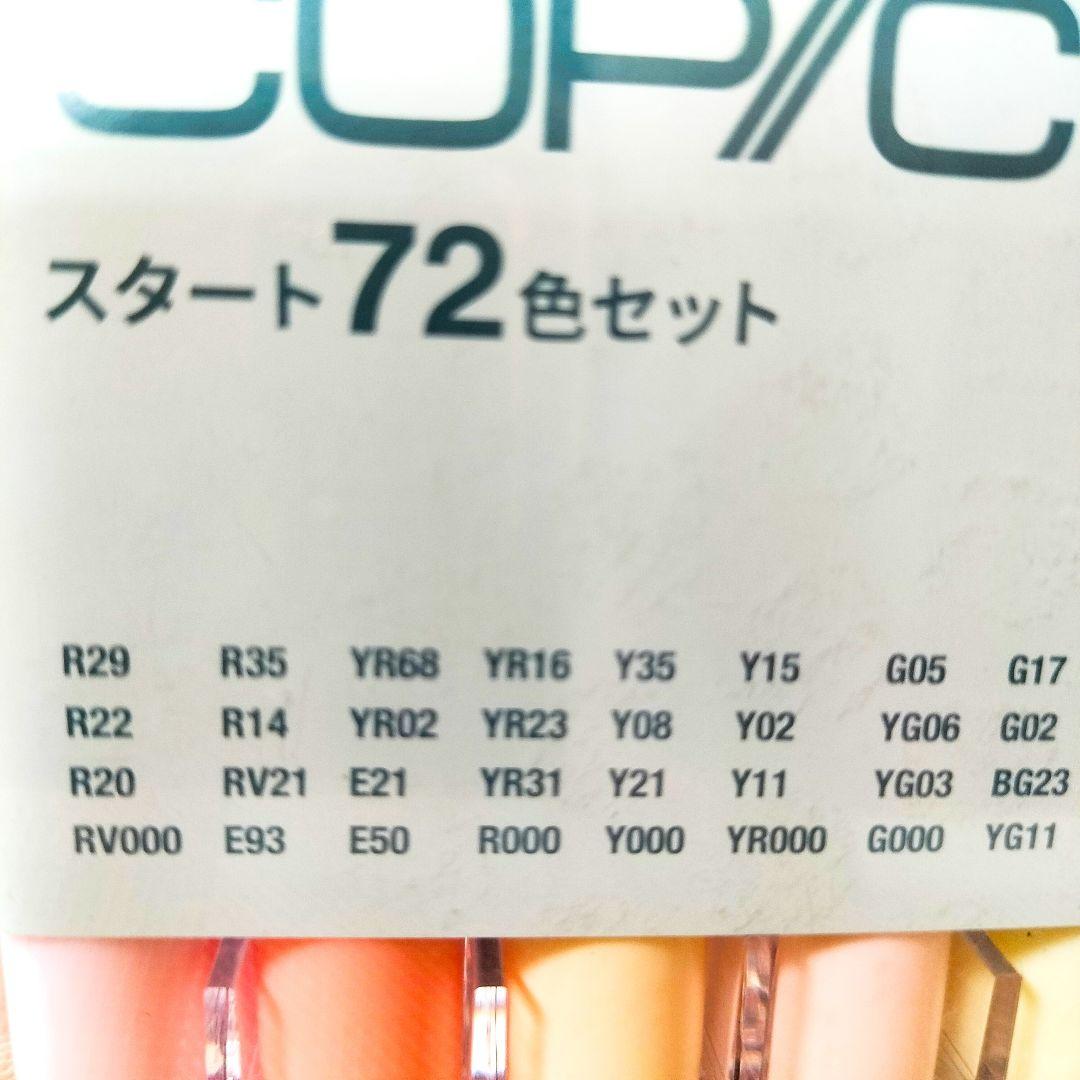 COPIC
スタート72色セット
R29 R35 YR68 YR16 Y35 Y15 G05 G17
R22 R14 YR02 YR23 Y08 Y02 YG06 G02
R20 RV21 E21 YR31 Y21 Y11 YG03 BG23
RV000 E93 E50 R000 Y000 YR000 G000 YG11